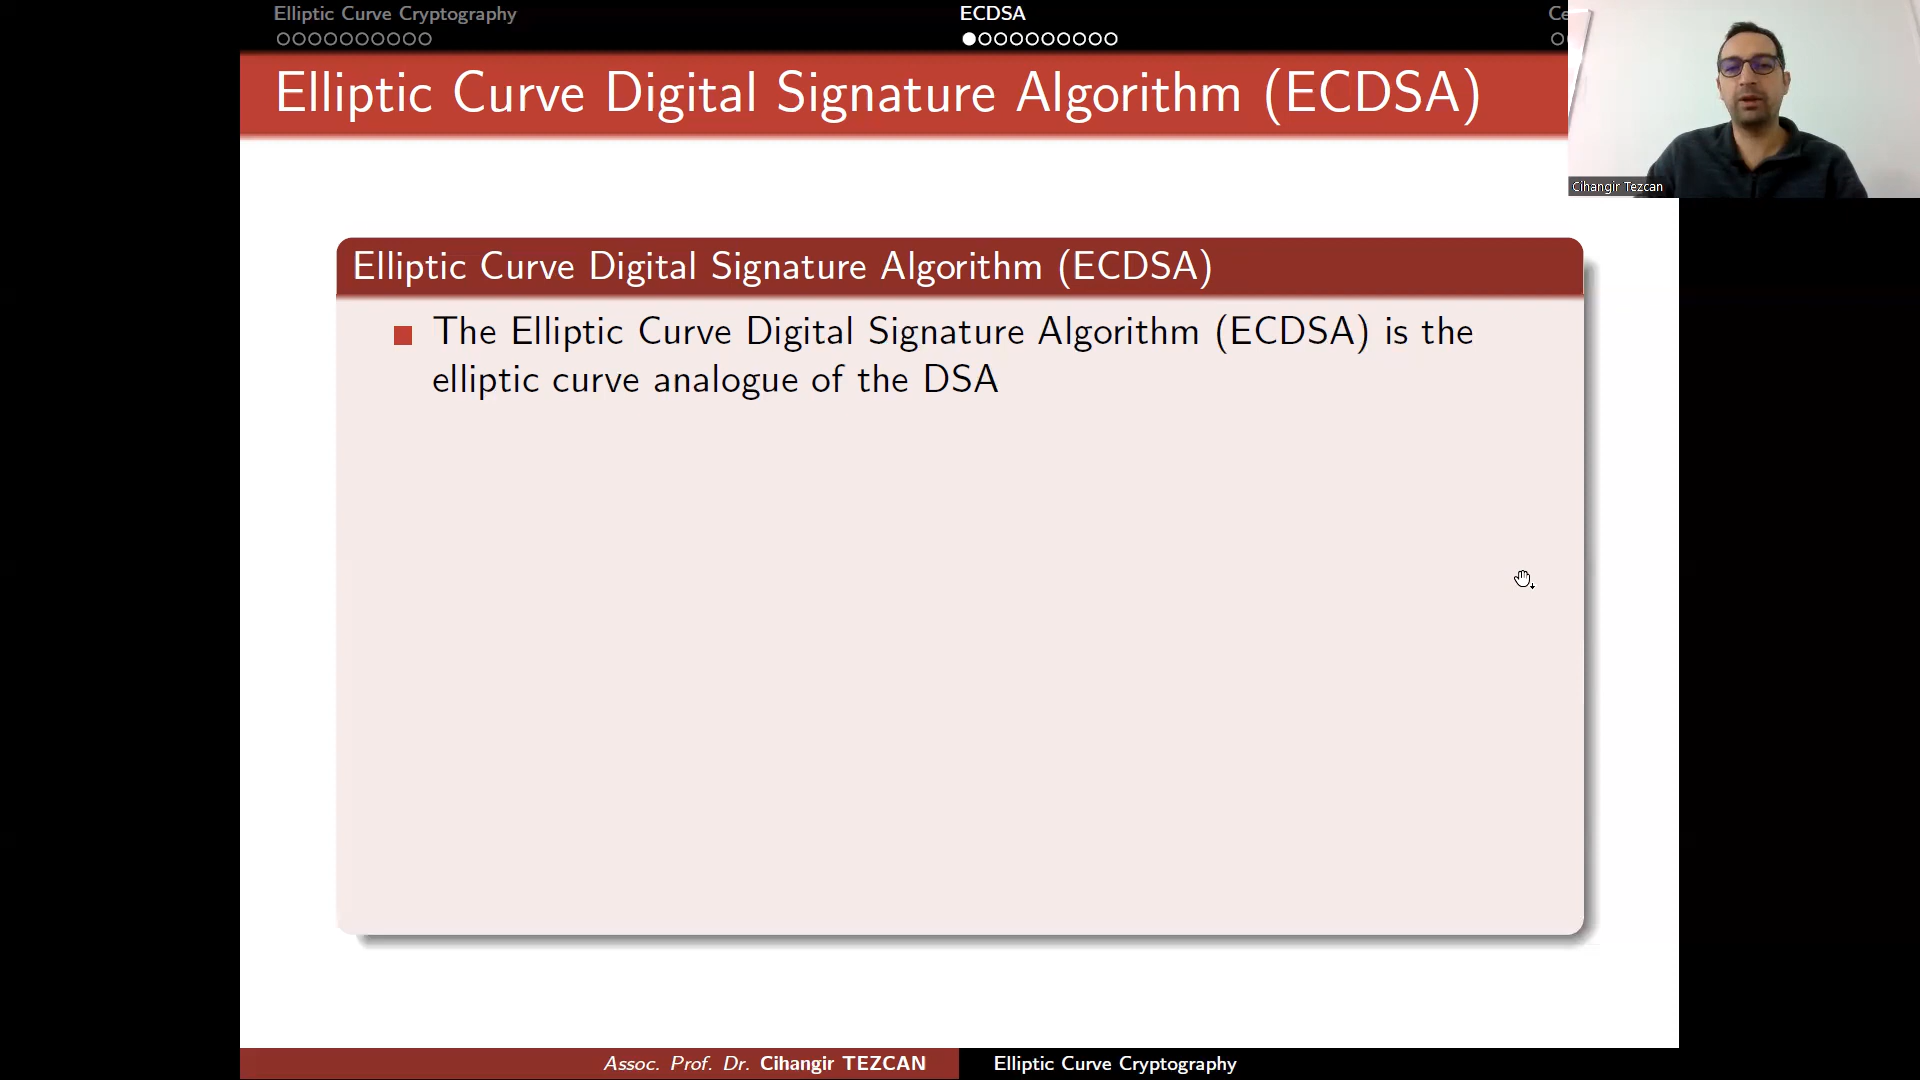 Elliptic Curve Cryptography
ECDSA
Elliptic Curve Digital Signature Algorithm (ECDSA)
Cihangir Tezcan
Elliptic Curve Digital Signature Algorithm (ECDSA)
The Elliptic Curve Digital Signature Algorithm (ECDSA) is the
elliptic curve analogue of the DSA
Assoc. Prof. Dr. Cihangir TEZCAN
Elliptic Curve Cryptography